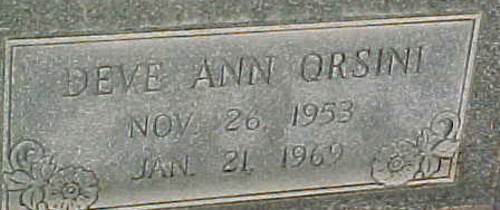 DEVE ANN ORSINI
NOV. 26, 1953
JAN. 21, 1969